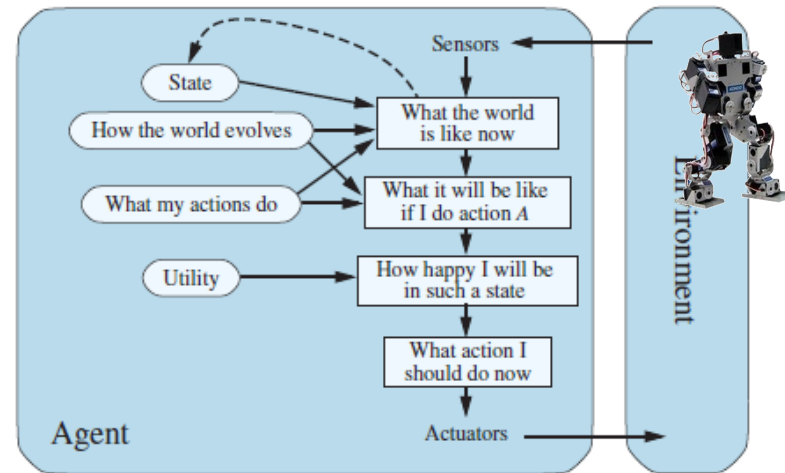 Sensors
State
What the world
is like now
How the world evolves
What my actions do
What it will be like
if I do action A
Utility
How happy I will be
in such a state
What action I
should do now
Agent
Actuators
Environment